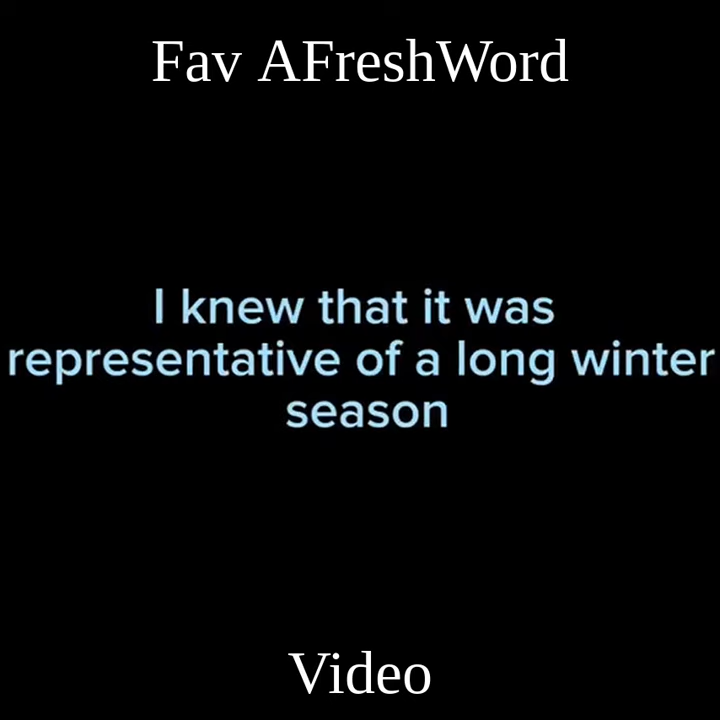 Fav AFreshWord
I knew that it was
representative of a long winter
season
Video